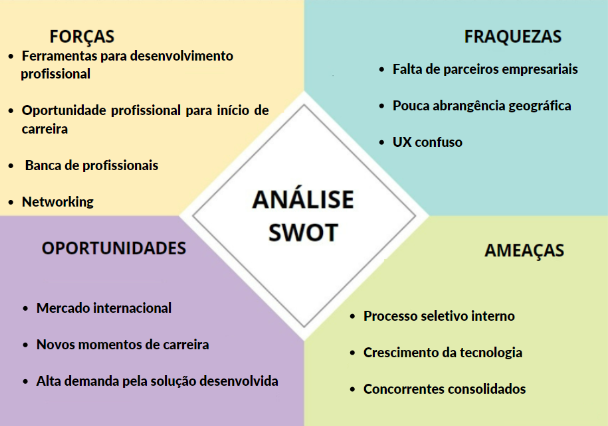 FORÇAS
• Ferramentas para desenvolvimento
profissional
• Oportunidade profissional para início de
carreira
• Banca de profissionais
• Networking
FRAQUEZAS
• Falta de parceiros empresariais
• Pouca abrangência geográfica
• UX confuso
ANÁLISE
SWOT
OPORTUNIDADES
• Mercado internacional
• Novos momentos de carreira
• Alta demanda pela solução desenvolvida
AMEAÇAS
• Processo seletivo interno
• Crescimento da tecnologia
• Concorrentes consolidados